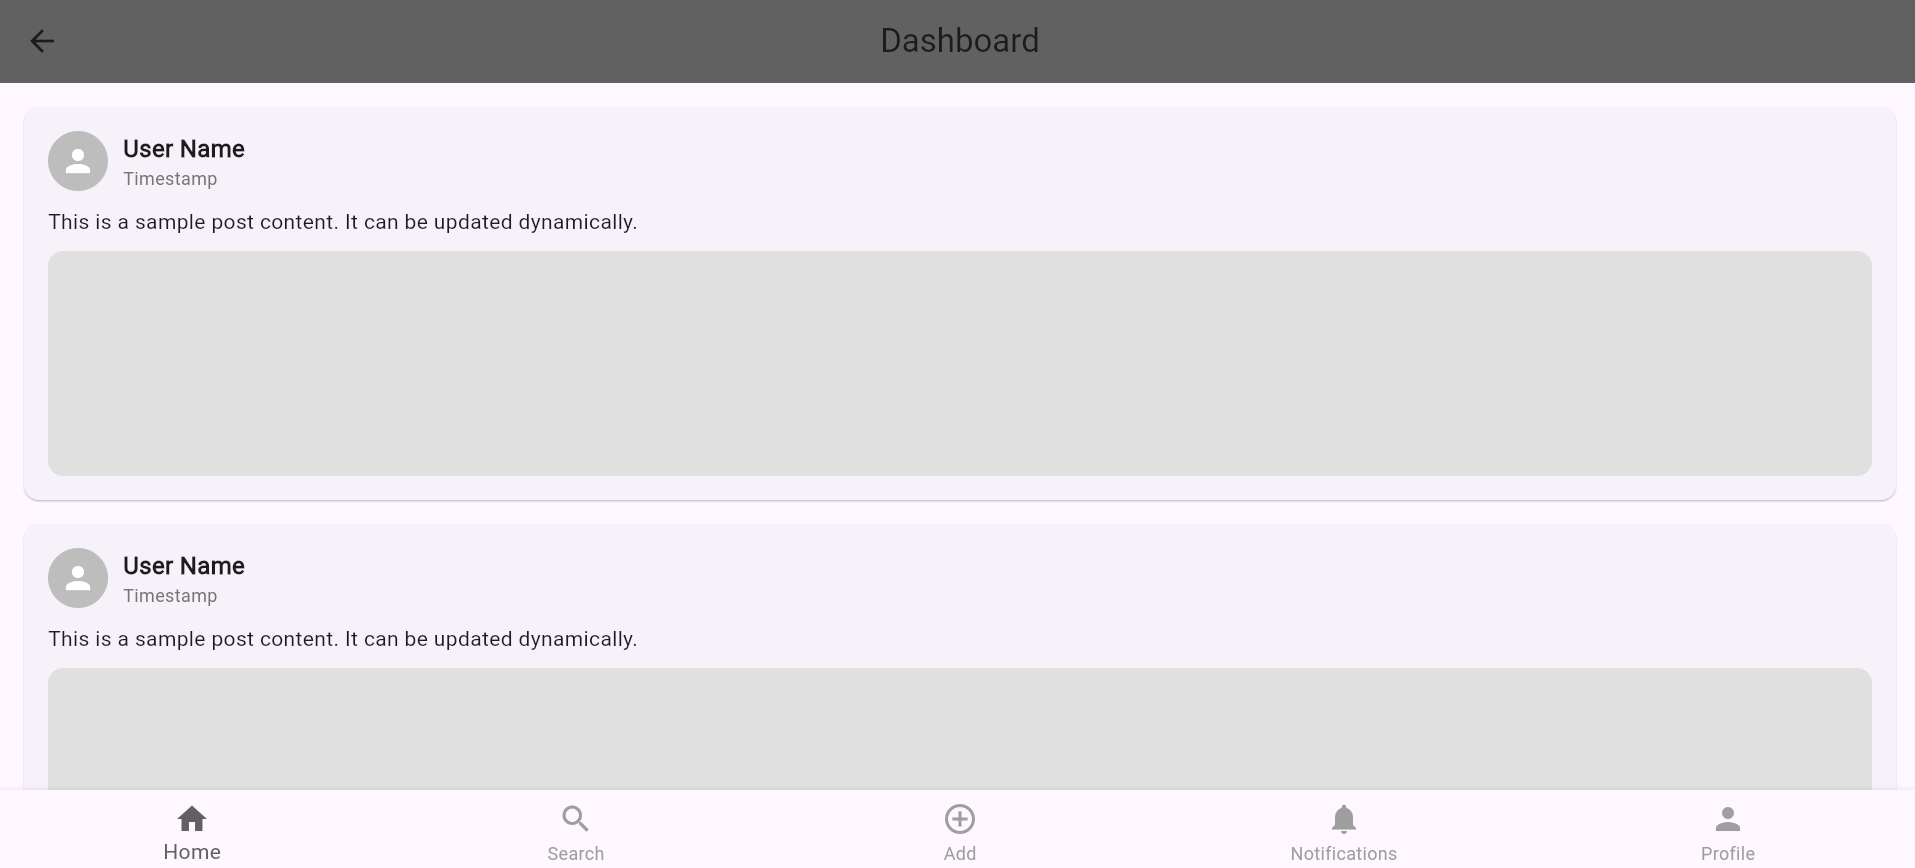 Dashboard
User Name
Timestamp
This is a sample post content. It can be updated dynamically.
User Name
Timestamp
This is a sample post content. It can be updated dynamically.
Home
Search
Add
Notifications
Profile